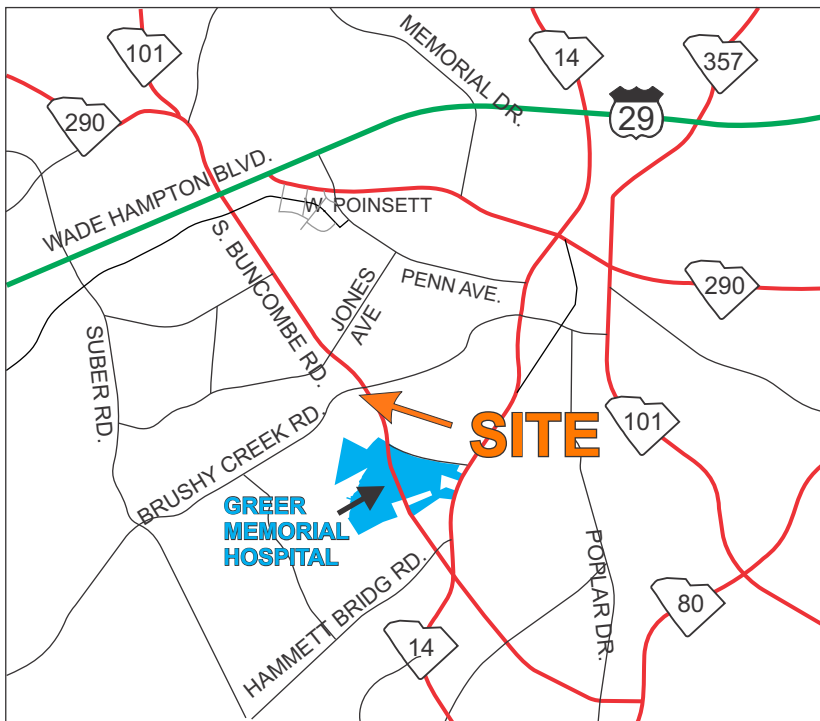 101
14
357
290
MEMORIAL DR.
29
WADE HAMPTON BLVD.
W. POINSETT
S. BUNCOMBE RD.
PENN AVE.
JONES
AVE
290
SUBER RD.
SITE
101
BRUSHY CREEK RD.
GREER
MEMORIAL
HOSPITAL
HAMMETT BRIDG RD.
POPLAR DR.
80
14